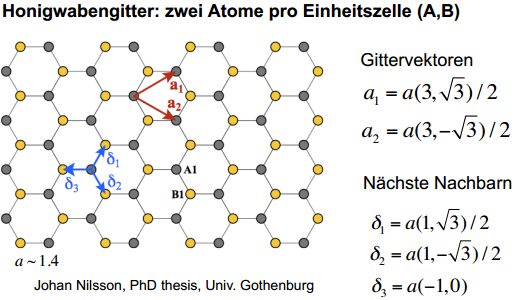 Honigwabengitter: zwei Atome pro Einheitszelle (A,B)
a₁
a₂
δ₁
δ₂
δ₃
A1
B1
a ~ 1.4
Johan Nilsson, PhD thesis, Univ. Gothenburg
Gittervektoren
a₁ = a(3,√3)/2
a₂ = a(3,−√3)/2
Nächste Nachbarn
δ₁ = a(1,√3)/2
δ₂ = a(1,−√3)/2
δ₃ = a(−1,0)